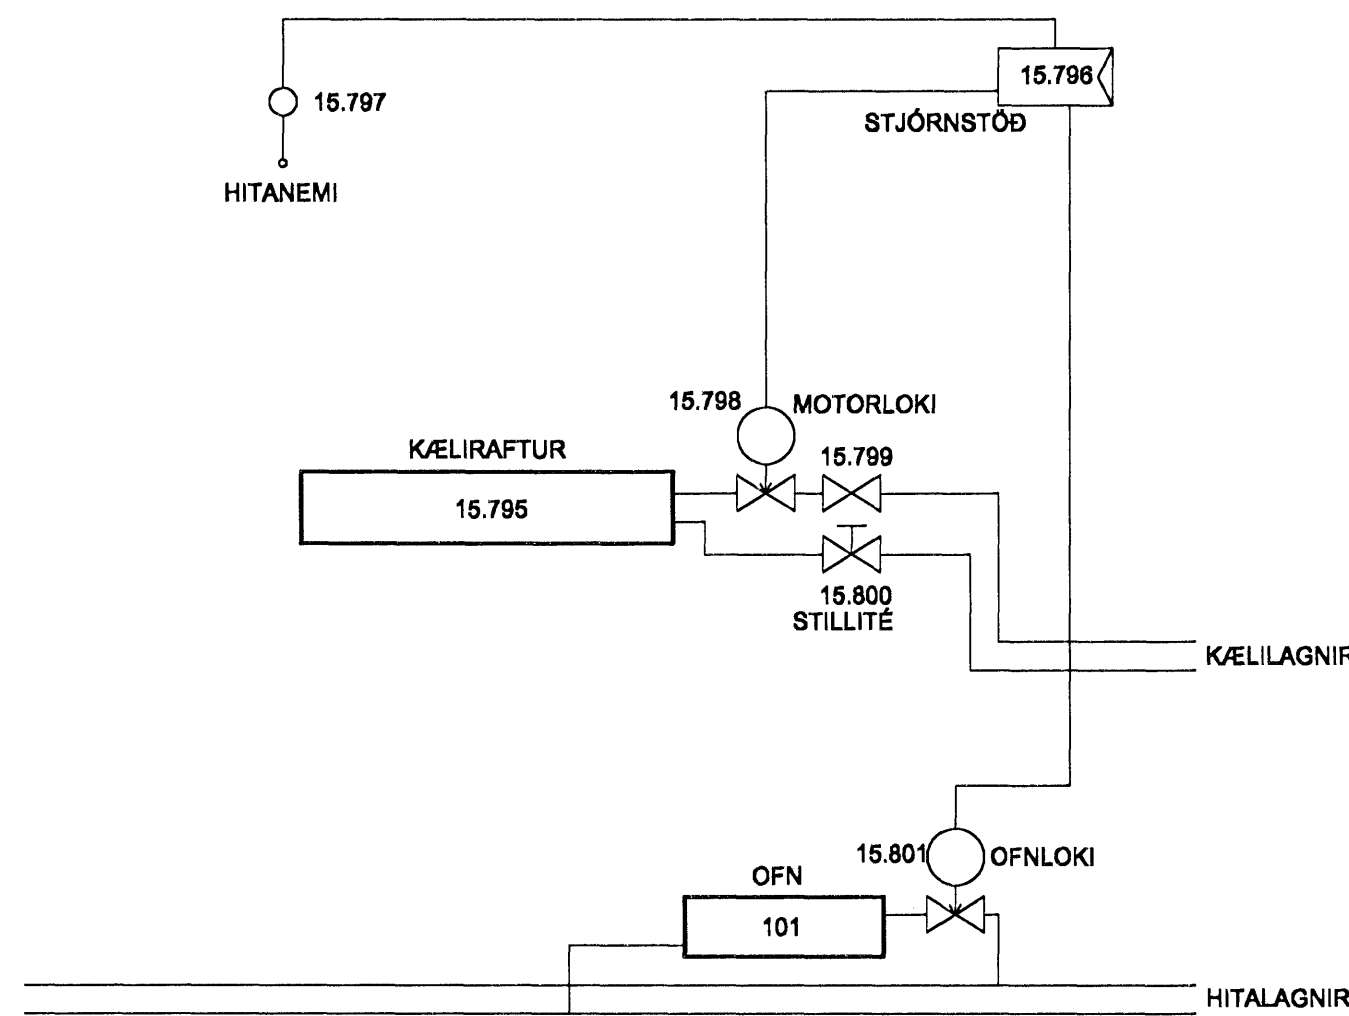 15.796
15.797
STJÓRNSTÖÐ
HITANEMI
15.798
MOTORLOKI
KÆLIRAFTUR
15.799
15.795
15.800
STILLITÉ
KÆLILAGNIR
15.801
OFNLOKI
OFN
101
HITALAGNIR